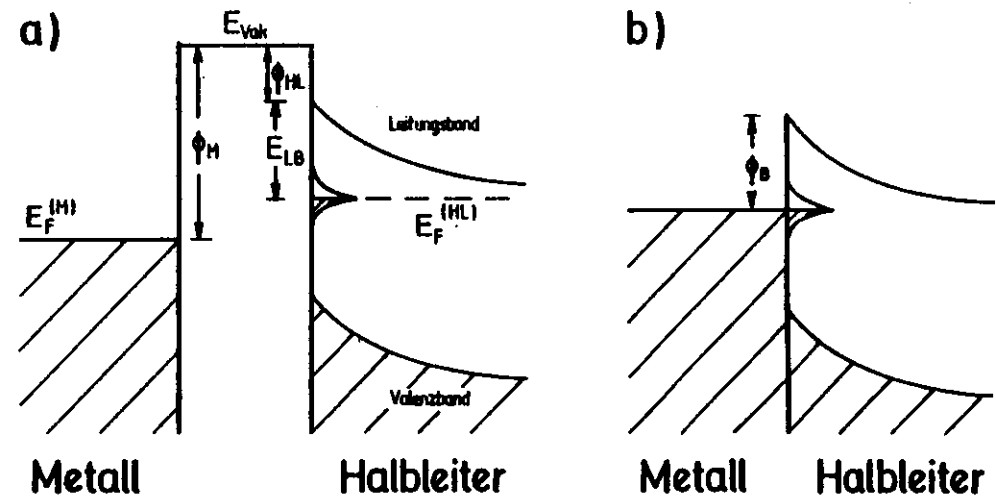 a)
E_Vak
ϕ_HL
ϕ_M
E_LB
Leitungsband
E_F^(M)
E_F^(HL)
Valenzband
Metall
Halbleiter
b)
ϕ_B
Metall
Halbleiter